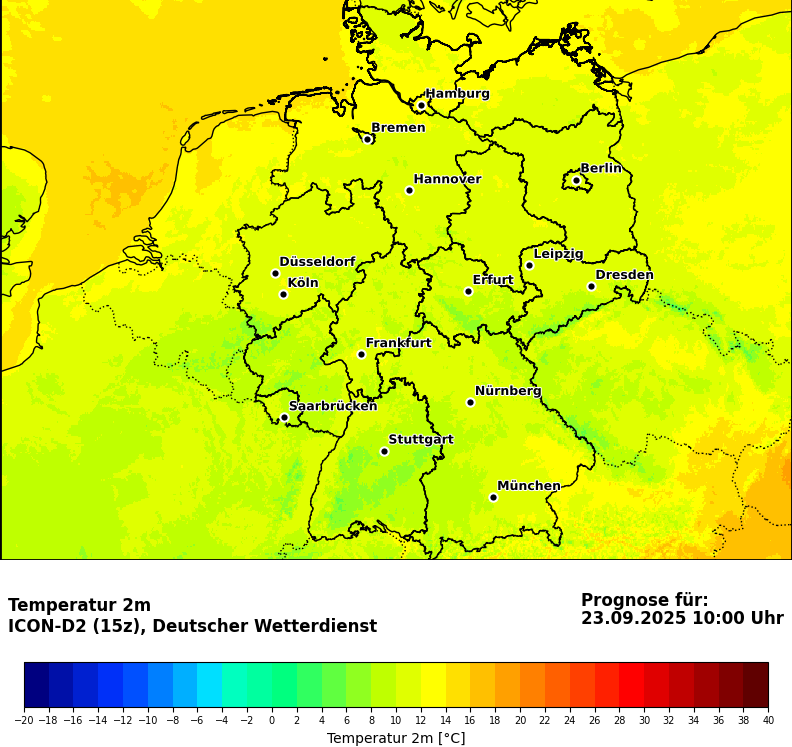 Hamburg
Bremen
Berlin
Hannover
Düsseldorf
Leipzig
Köln
Erfurt
Dresden
Frankfurt
Nürnberg
Saarbrücken
Stuttgart
München
Temperatur 2m
ICON-D2 (15z), Deutscher Wetterdienst
Prognose für:
23.09.2025 10:00 Uhr
−20 −18 −16 −14 −12 −10 −8 −6 −4 −2 0 2 4 6 8 10 12 14 16 18 20 22 24 26 28 30 32 34 36 38 40
Temperatur 2m [°C]